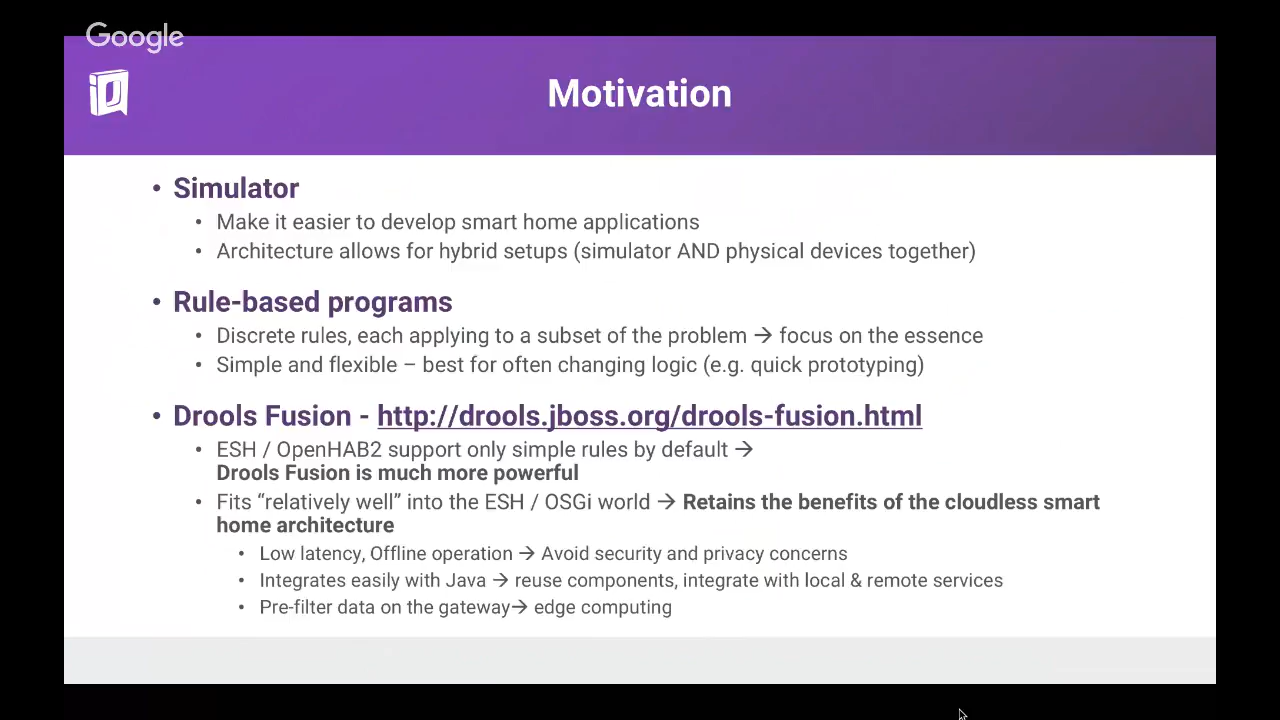 Google
Motivation
• Simulator
• Make it easier to develop smart home applications
• Architecture allows for hybrid setups (simulator AND physical devices together)
• Rule-based programs
• Discrete rules, each applying to a subset of the problem → focus on the essence
• Simple and flexible – best for often changing logic (e.g. quick prototyping)
• Drools Fusion - http://drools.jboss.org/drools-fusion.html
• ESH / OpenHAB2 support only simple rules by default →
Drools Fusion is much more powerful
• Fits “relatively well” into the ESH / OSGi world → Retains the benefits of the cloudless smart
home architecture
• Low latency, Offline operation → Avoid security and privacy concerns
• Integrates easily with Java → reuse components, integrate with local & remote services
• Pre-filter data on the gateway→ edge computing